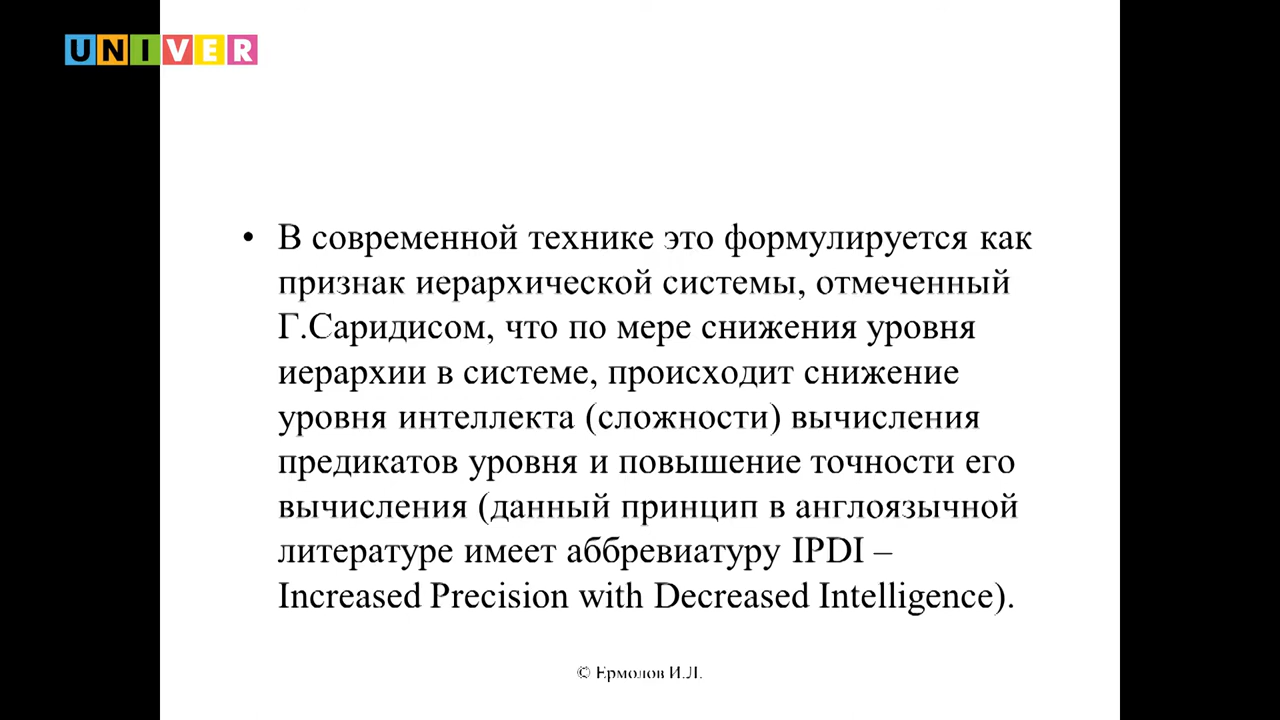 UNIVER
• В современной технике это формулируется как
признак иерархической системы, отмеченный
Г.Саридисом, что по мере снижения уровня
иерархии в системе, происходит снижение
уровня интеллекта (сложности) вычисления
предикатов уровня и повышение точности его
вычисления (данный принцип в англоязычной
литературе имеет аббревиатуру IPDI –
Increased Precision with Decreased Intelligence).
© Ермолов И.Л.